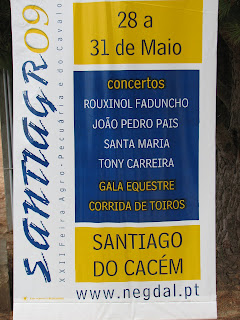 SANTIAGRO09
XXII Feira Agro-Pecuária e do Cavalo
28 a
31 de Maio
concertos
ROUXINOL FADUNCHO
JOÃO PEDRO PAIS
SANTA MARIA
TONY CARREIRA
GALA EQUESTRE
CORRIDA DE TOIROS
SANTIAGO
DO CACÉM
www.negdal.pt